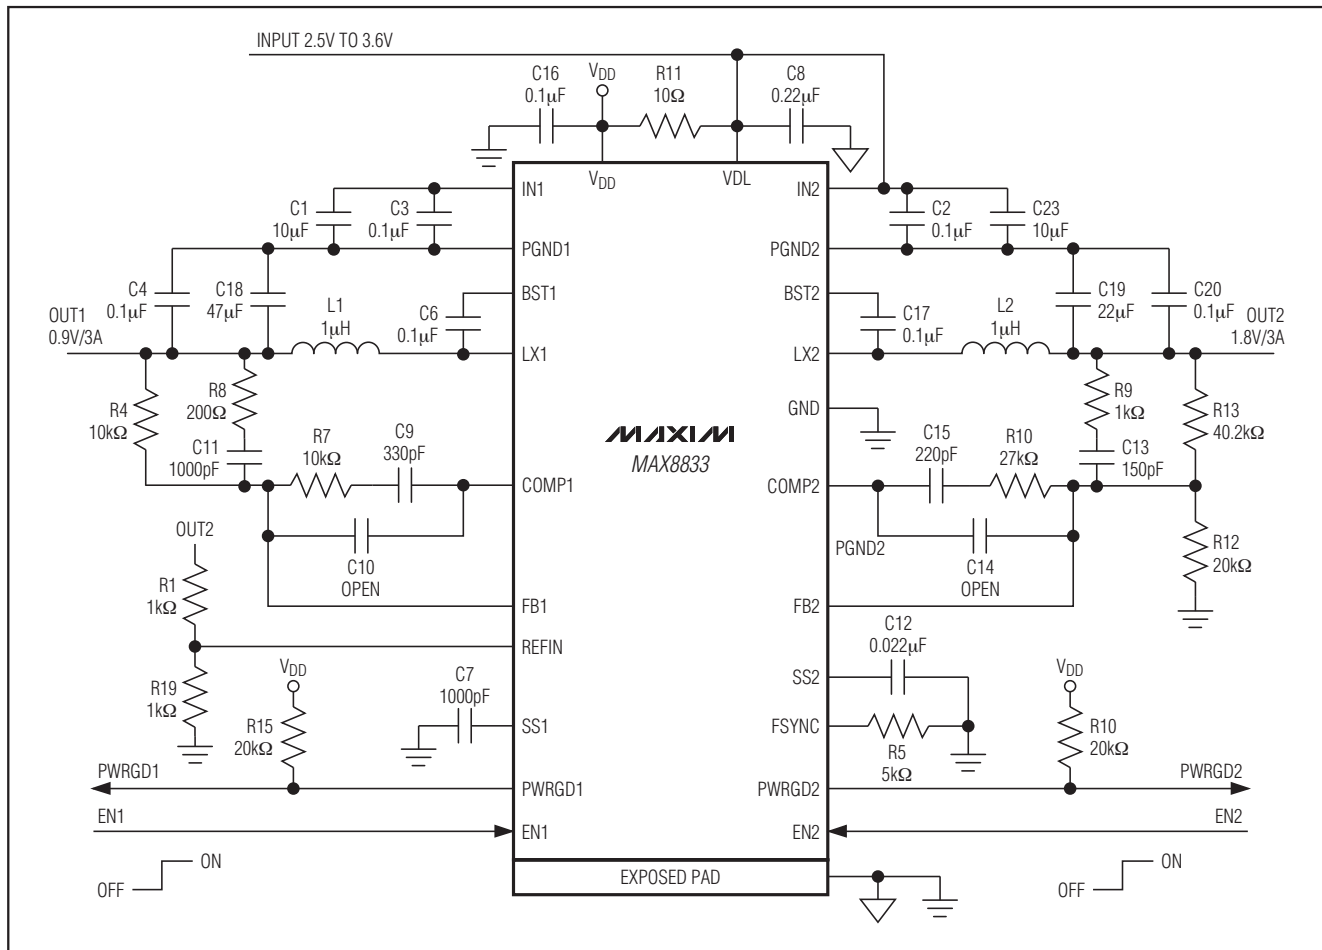 INPUT 2.5V TO 3.6V
C16
0.1µF
VDD
R11
10Ω
C8
0.22µF
VDD
VDL
IN1
IN2
C1
10µF
C3
0.1µF
C2
0.1µF
C23
10µF
PGND1
PGND2
C4
0.1µF
C18
47µF
BST1
BST2
C19
22µF
C20
0.1µF
OUT1
0.9V/3A
L1
1µH
C6
0.1µF
C17
0.1µF
L2
1µH
OUT2
1.8V/3A
LX1
LX2
R4
10kΩ
R8
200Ω
GND
R9
1kΩ
R13
40.2kΩ
C11
1000pF
R7
10kΩ
C9
330pF
MAXIM
MAX8833
C15
220pF
R10
27kΩ
C13
150pF
COMP1
COMP2
OUT2
C10
OPEN
PGND2
C14
OPEN
R12
20kΩ
R1
1kΩ
FB1
FB2
REFIN
C12
0.022µF
R19
1kΩ
VDD
R15
20kΩ
C7
1000pF
SS1
SS2
FSYNC
R5
5kΩ
VDD
R10
20kΩ
PWRGD1
PWRGD1
PWRGD2
PWRGD2
EN1
EN1
EN2
EN2
OFF
ON
EXPOSED PAD
OFF
ON